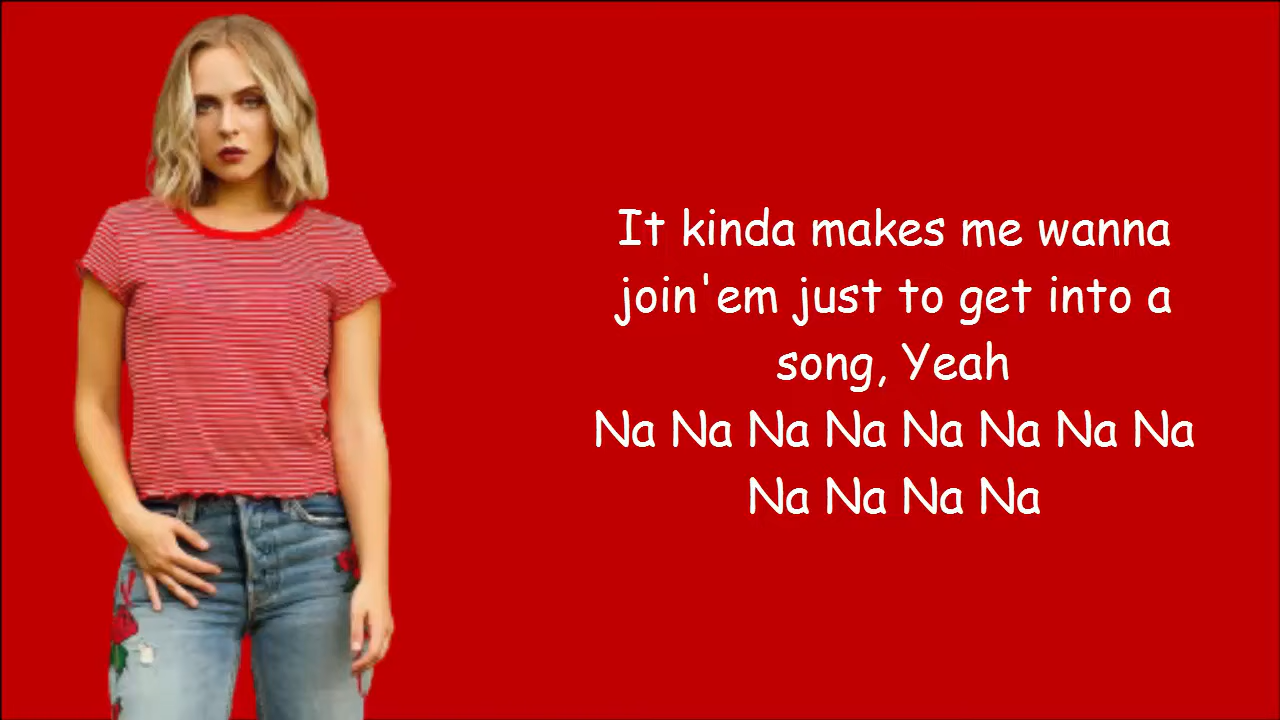 It kinda makes me wanna
join'em just to get into a
song, Yeah
Na Na Na Na Na Na Na Na
Na Na Na Na